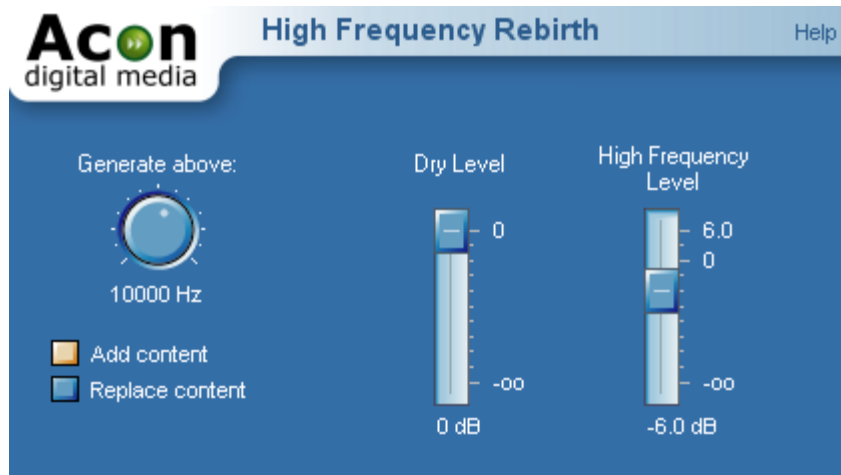 Acon
digital media
High Frequency Rebirth
Help
Generate above:
10000 Hz
Add content
Replace content
Dry Level
0
-oo
0 dB
High Frequency
Level
6.0
0
-oo
-6.0 dB